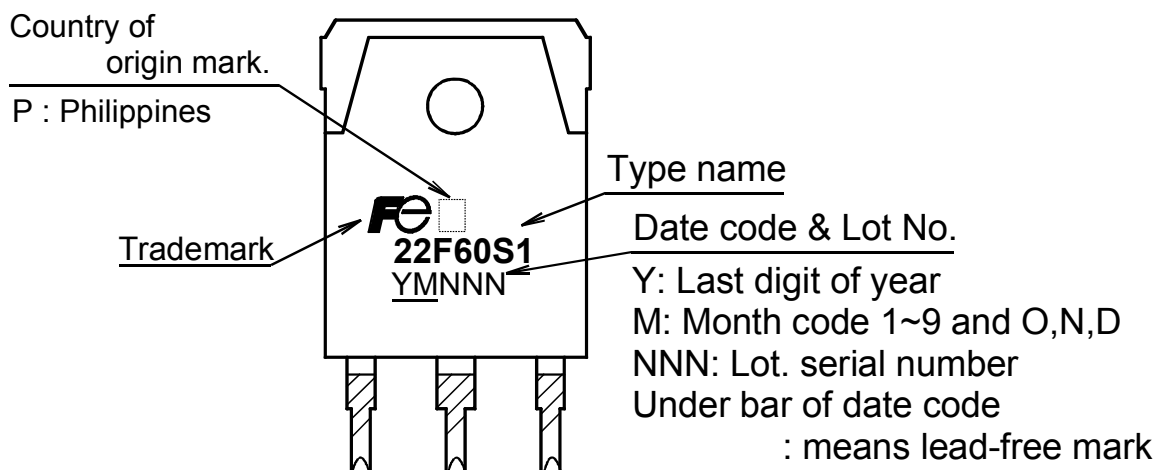 Country of
origin mark.
P : Philippines
Trademark
Fe
22F60S1
YMNNN
Type name
Date code & Lot No.
Y: Last digit of year
M: Month code 1~9 and O,N,D
NNN: Lot. serial number
Under bar of date code
: means lead-free mark